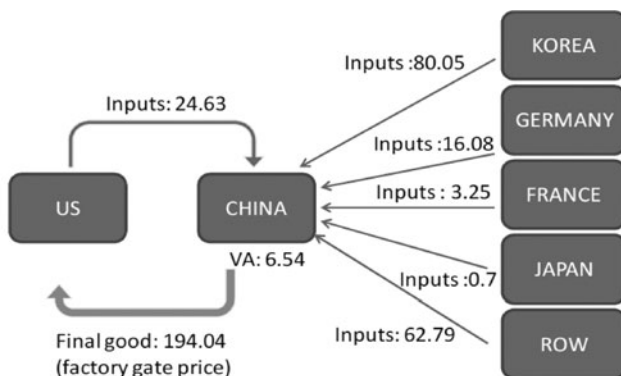 KOREA
Inputs :80.05
Inputs: 24.63
GERMANY
Inputs :16.08
US
CHINA
Inputs : 3.25
FRANCE
VA: 6.54
JAPAN
Inputs :0.7
Final good: 194.04
(factory gate price)
Inputs: 62.79
ROW